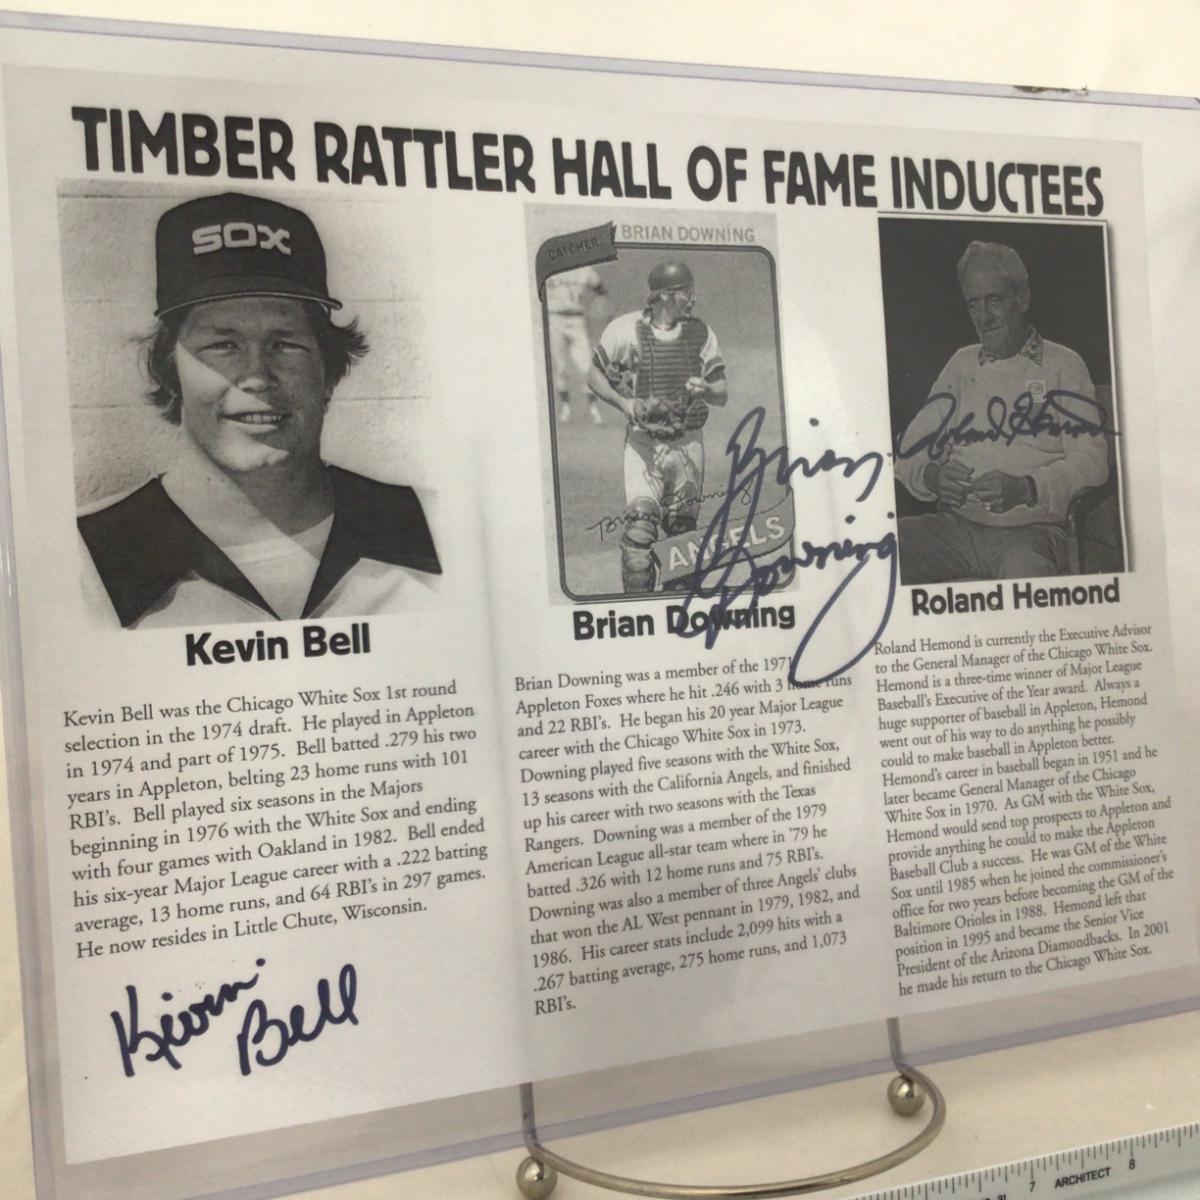 TIMBER RATTLER HALL OF FAME INDUCTEES
SOX
Kevin Bell
Kevin Bell was the Chicago White Sox 1st round
selection in the 1974 draft. He played in Appleton
in 1974 and part of 1975. Bell batted .279 his two
years in Appleton, belting 23 home runs with 101
RBI's. Bell played six seasons in the Majors
beginning in 1976 with the White Sox and ending
with four games with Oakland in 1982. Bell ended
his six-year Major League career with a .222 batting
average, 13 home runs, and 64 RBI's in 297 games.
He now resides in Little Chute, Wisconsin.
Kevin
Bell
CATCHER
BRIAN DOWNING
Brian Downing
ANGELS
Brian
Downing
Brian Downing
Brian Downing was a member of the 1971
Appleton Foxes where he hit .246 with 3 home runs
and 22 RBI's. He began his 20 year Major League
career with the Chicago White Sox in 1973.
Downing played five seasons with the White Sox,
13 seasons with the California Angels, and finished
up his career with two seasons with the Texas
Rangers. Downing was a member of the 1979
American League all-star team where in '79 he
batted .326 with 12 home runs and 75 RBI's.
Downing was also a member of three Angels' clubs
that won the AL West pennant in 1979, 1982, and
1986. His career stats include 2,099 hits with a
.267 batting average, 275 home runs, and 1,073
RBI's.
Roland Hemond
Roland Hemond
Roland Hemond is currently the Executive Advisor
to the General Manager of the Chicago White Sox.
Hemond is a three-time winner of Major League
Baseball's Executive of the Year award. Always a
huge supporter of baseball in Appleton, Hemond
went out of his way to do anything he possibly
could to make baseball in Appleton better.
Hemond's career in baseball began in 1951 and he
later became General Manager of the Chicago
White Sox in 1970. As GM with the White Sox,
Hemond would send top prospects to Appleton and
provide anything he could to make the Appleton
Baseball Club a success. He was GM of the White
Sox until 1985 when he joined the commissioner's
office for two years before becoming the GM of the
Baltimore Orioles in 1988. Hemond left that
position in 1995 and became the Senior Vice
President of the Arizona Diamondbacks. In 2001
he made his return to the Chicago White Sox.
7 ARCHITECT 8